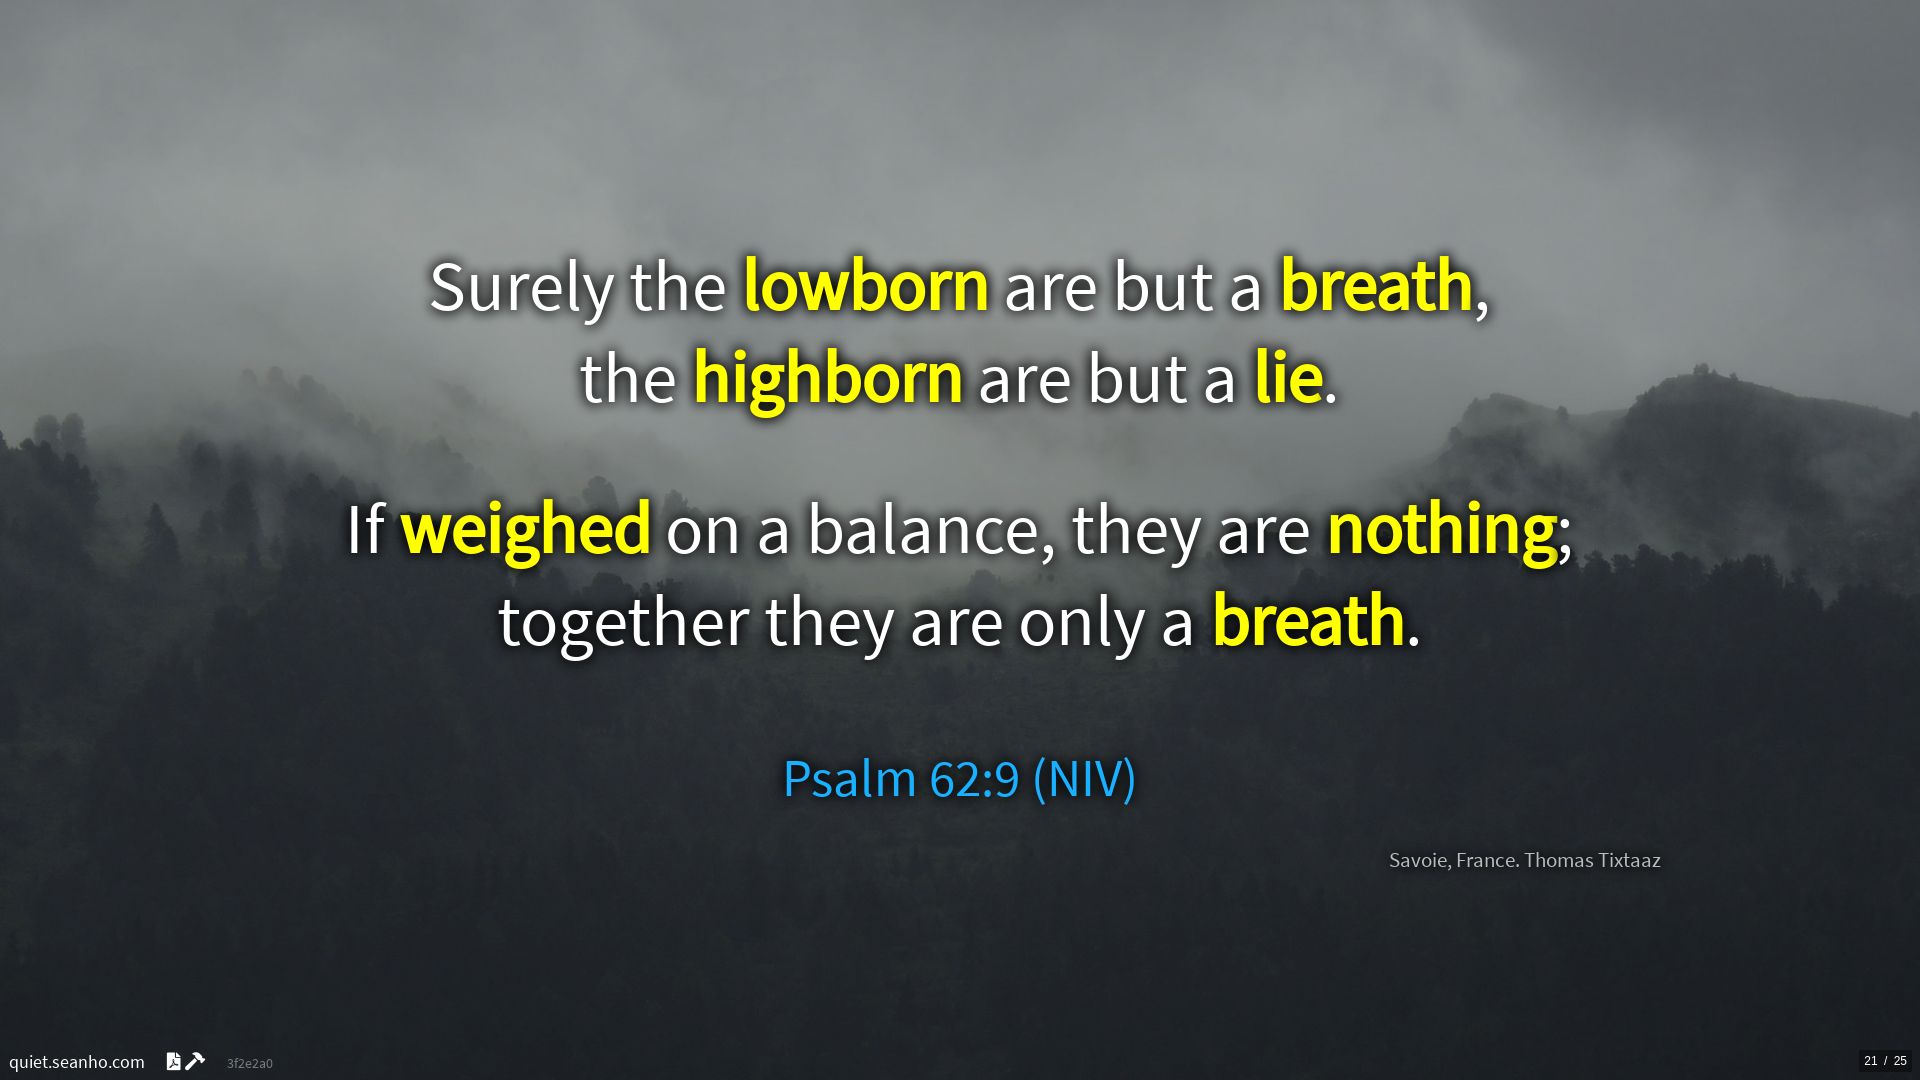 Surely the lowborn are but a breath,
the highborn are but a lie.
If weighed on a balance, they are nothing;
together they are only a breath.
Psalm 62:9 (NIV)
Savoie, France. Thomas Tixtaaz
quiet.seanho.com 3f2e2a0
21 / 25